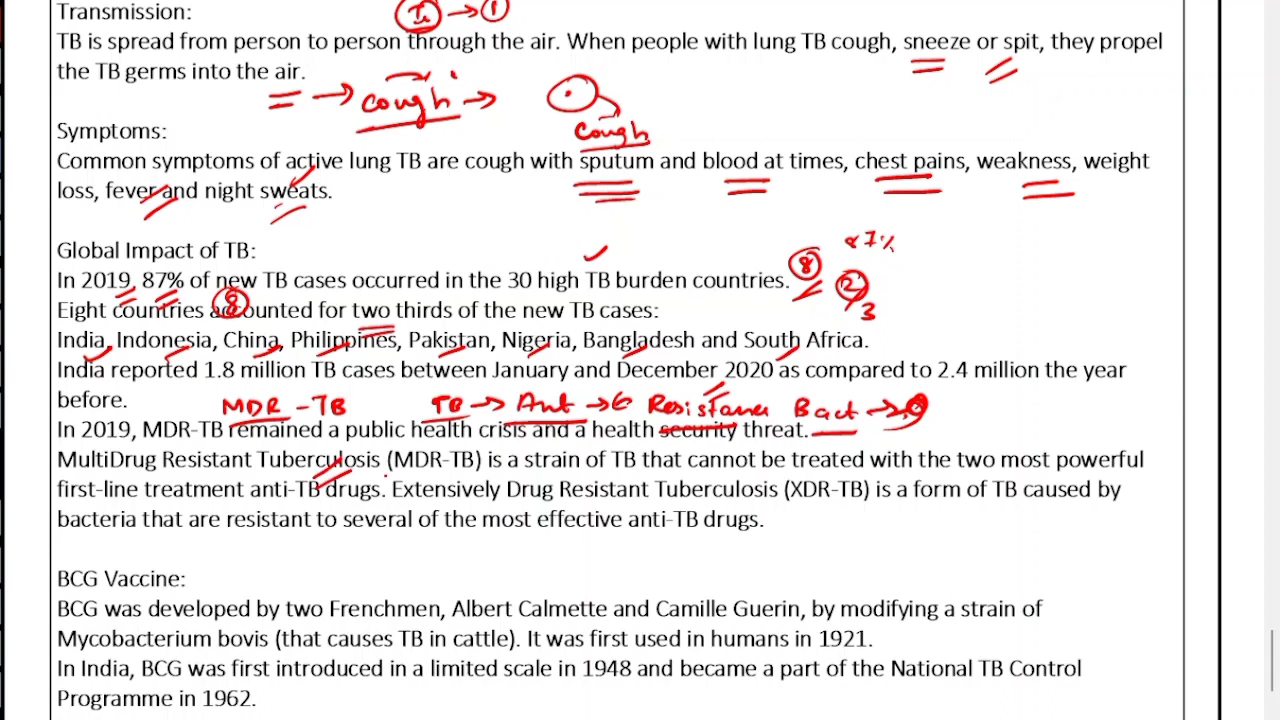 Transmission:
TB is spread from person to person through the air. When people with lung TB cough, sneeze or spit, they propel
the TB germs into the air.
cough
cough
Symptoms:
Common symptoms of active lung TB are cough with sputum and blood at times, chest pains, weakness, weight
loss, fever and night sweats.
Global Impact of TB:
87%
In 2019, 87% of new TB cases occurred in the 30 high TB burden countries.
8
2/3
8
Eight countries accounted for two thirds of the new TB cases:
India, Indonesia, China, Philippines, Pakistan, Nigeria, Bangladesh and South Africa.
India reported 1.8 million TB cases between January and December 2020 as compared to 2.4 million the year
before.
MDR-TB TB → Ant → Resistance Bact →
In 2019, MDR-TB remained a public health crisis and a health security threat.
MultiDrug Resistant Tuberculosis (MDR-TB) is a strain of TB that cannot be treated with the two most powerful
first-line treatment anti-TB drugs. Extensively Drug Resistant Tuberculosis (XDR-TB) is a form of TB caused by
bacteria that are resistant to several of the most effective anti-TB drugs.
BCG Vaccine:
BCG was developed by two Frenchmen, Albert Calmette and Camille Guerin, by modifying a strain of
Mycobacterium bovis (that causes TB in cattle). It was first used in humans in 1921.
In India, BCG was first introduced in a limited scale in 1948 and became a part of the National TB Control
Programme in 1962.